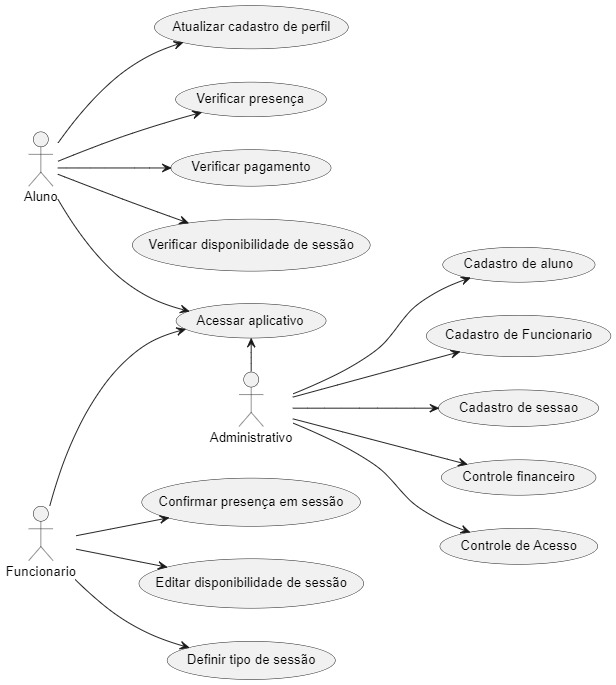 Atualizar cadastro de perfil
Verificar presença
Verificar pagamento
Aluno
Verificar disponibilidade de sessão
Cadastro de aluno
Acessar aplicativo
Cadastro de Funcionario
Cadastro de sessao
Administrativo
Controle financeiro
Confirmar presença em sessão
Controle de Acesso
Funcionario
Editar disponibilidade de sessão
Definir tipo de sessão